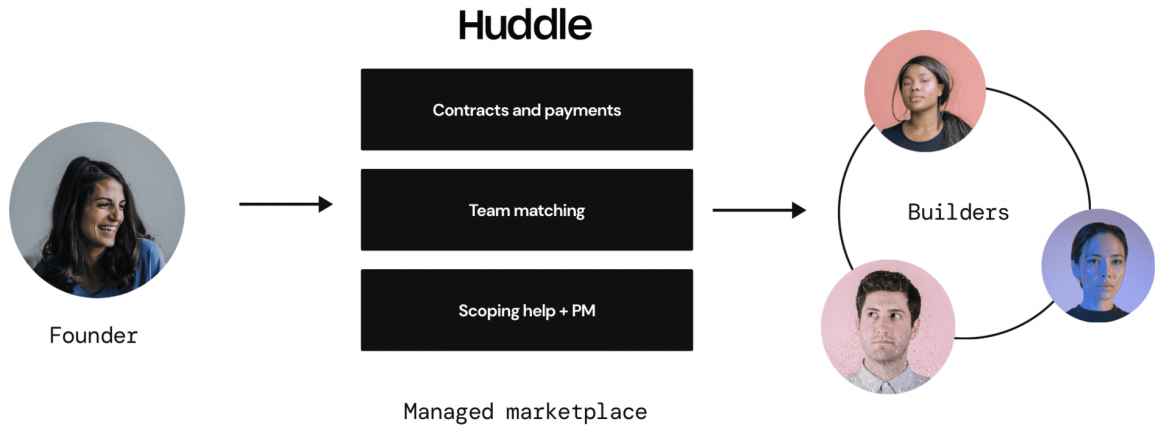 Huddle
Contracts and payments
Team matching
Scoping help + PM
Managed marketplace
Founder
Builders